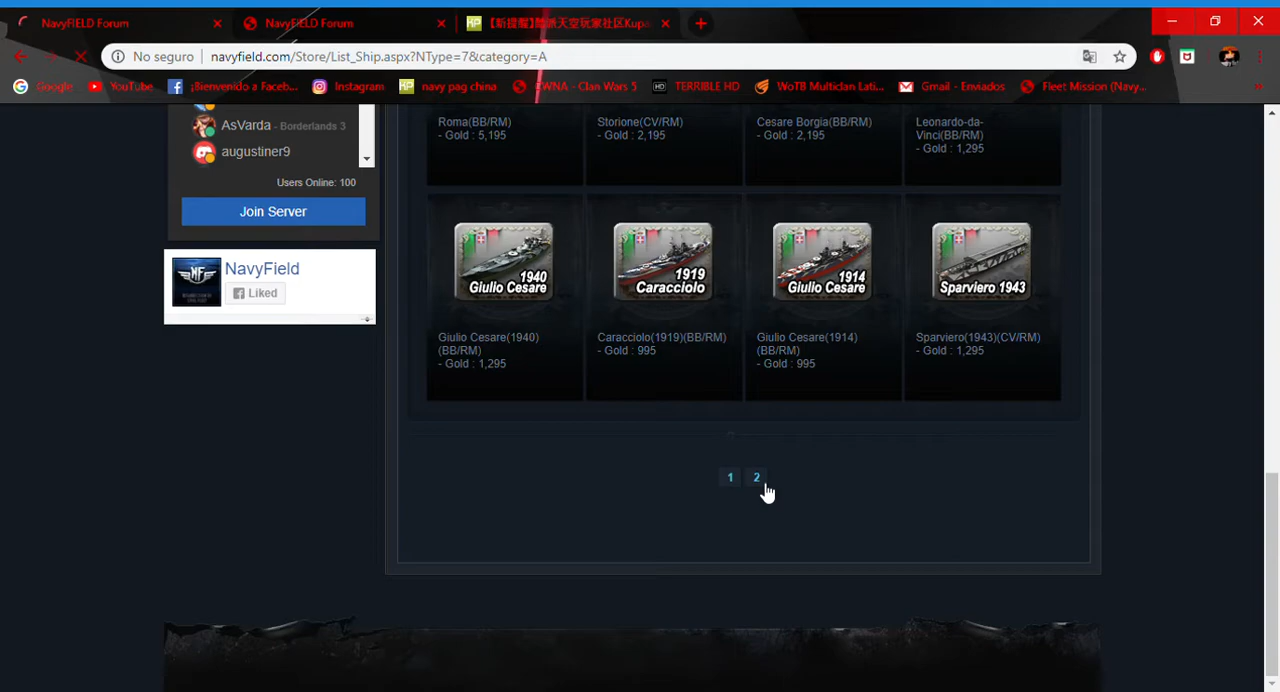 NavyFIELD Forum
NavyFIELD Forum
No seguro
navyfield.com/Store/List_Ship.aspx?NType=7&category=A
Google
YouTube
¡Bienvenido a Faceb...
Instagram
navy pag china
CWNA - Clan Wars 5
TERRIBLE HD
WoTB Multiclan Lati...
Gmail - Enviados
Fleet Mission (Navy...
AsVarda - Borderlands 3
augustiner9
Users Online: 100
Join Server
NavyField
Liked
Roma(BB/RM)
- Gold : 5,195
Storione(CV/RM)
- Gold : 2,195
Cesare Borgia(BB/RM)
- Gold : 2,195
Leonardo-da-
Vinci(BB/RM)
- Gold : 1,295
1940
Giulio Cesare
1919
Caracciolo
1914
Giulio Cesare
Sparviero 1943
Giulio Cesare(1940)
(BB/RM)
- Gold : 1,295
Caracciolo(1919)(BB/RM)
- Gold : 995
Giulio Cesare(1914)
(BB/RM)
- Gold : 995
Sparviero(1943)(CV/RM)
- Gold : 1,295
1 2